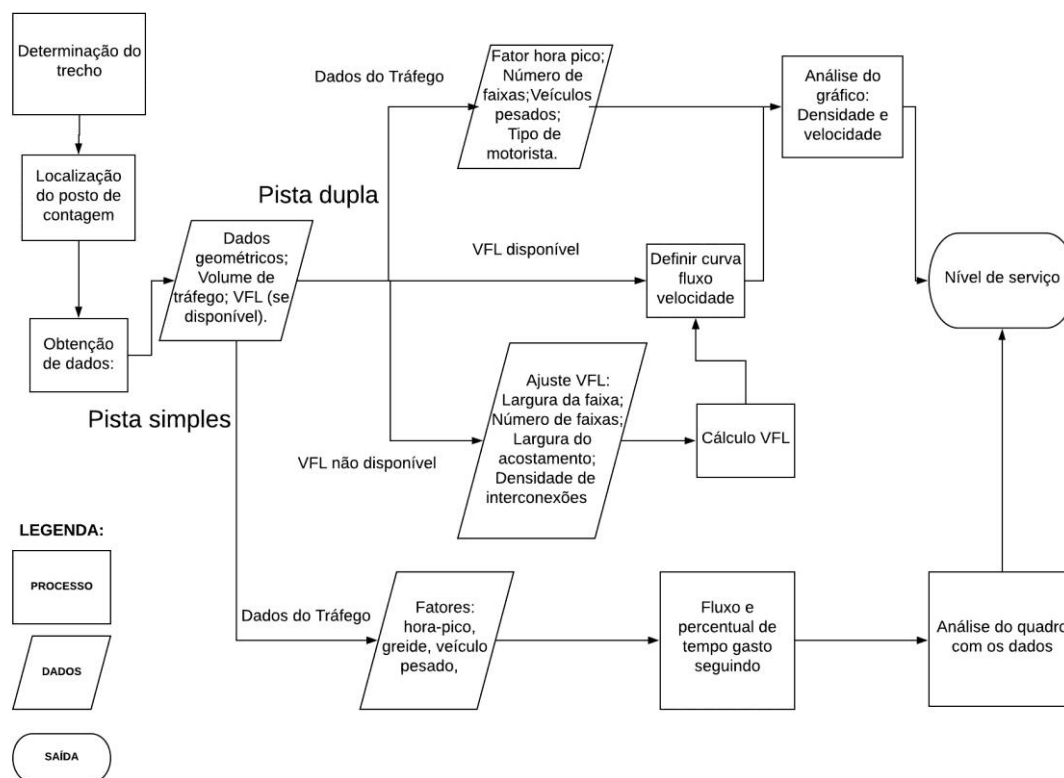 Determinação do
trecho
Localização
do posto de
contagem
Obtenção
de dados:
Dados
geométricos;
Volume de
tráfego; VFL (se
disponível).
Pista dupla
Dados do Tráfego
Fator hora pico;
Número de
faixas;Veículos
pesados;
Tipo de
motorista.
Análise do
gráfico:
Densidade e
velocidade
VFL disponível
Definir curva
fluxo
velocidade
Nível de serviço
VFL não disponível
Ajuste VFL:
Largura da faixa;
Número de faixas;
Largura do
acostamento;
Densidade de
interconexões
Cálculo VFL
Pista simples
Dados do Tráfego
Fatores:
hora-pico,
greide, veículo
pesado,
Fluxo e
percentual de
tempo gasto
seguindo
Análise do quadro
com os dados
LEGENDA:
PROCESSO
DADOS
SAÍDA